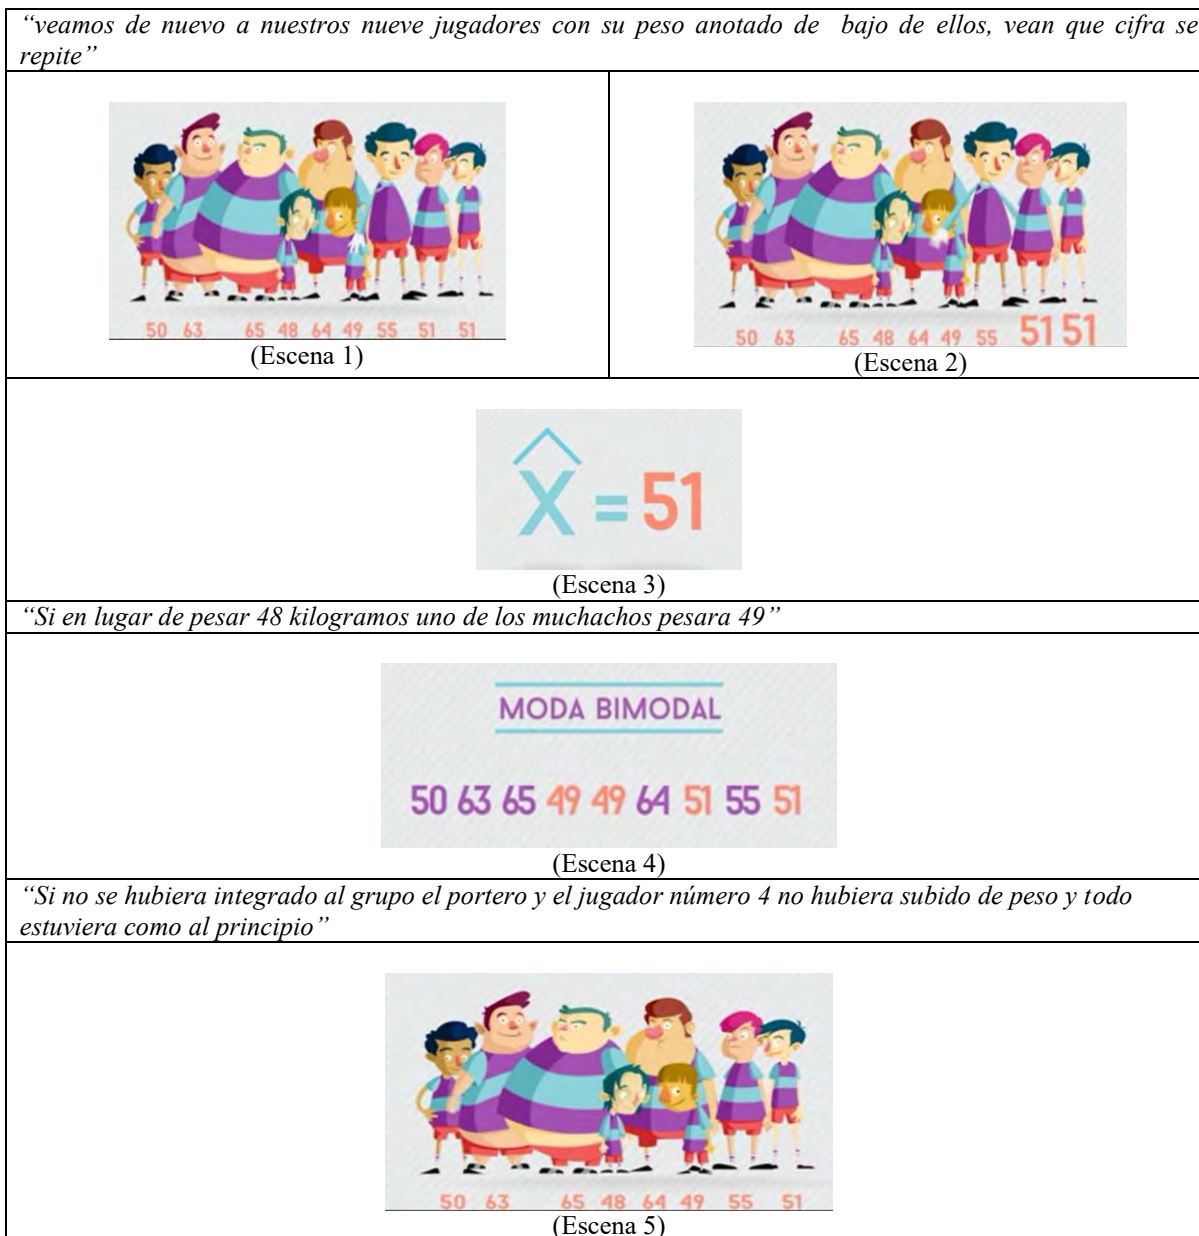 “veamos de nuevo a nuestros nueve jugadores con su peso anotado de bajo de ellos, vean que cifra se
repite”
50 63 65 48 64 49 55 51 51
(Escena 1)
50 63 65 48 64 49 55 51 51
(Escena 2)
X̂ = 51
(Escena 3)
“Si en lugar de pesar 48 kilogramos uno de los muchachos pesara 49”
MODA BIMODAL
50 63 65 49 49 64 51 55 51
(Escena 4)
“Si no se hubiera integrado al grupo el portero y el jugador número 4 no hubiera subido de peso y todo
estuviera como al principio”
50 63 65 48 64 49 55 51
(Escena 5)